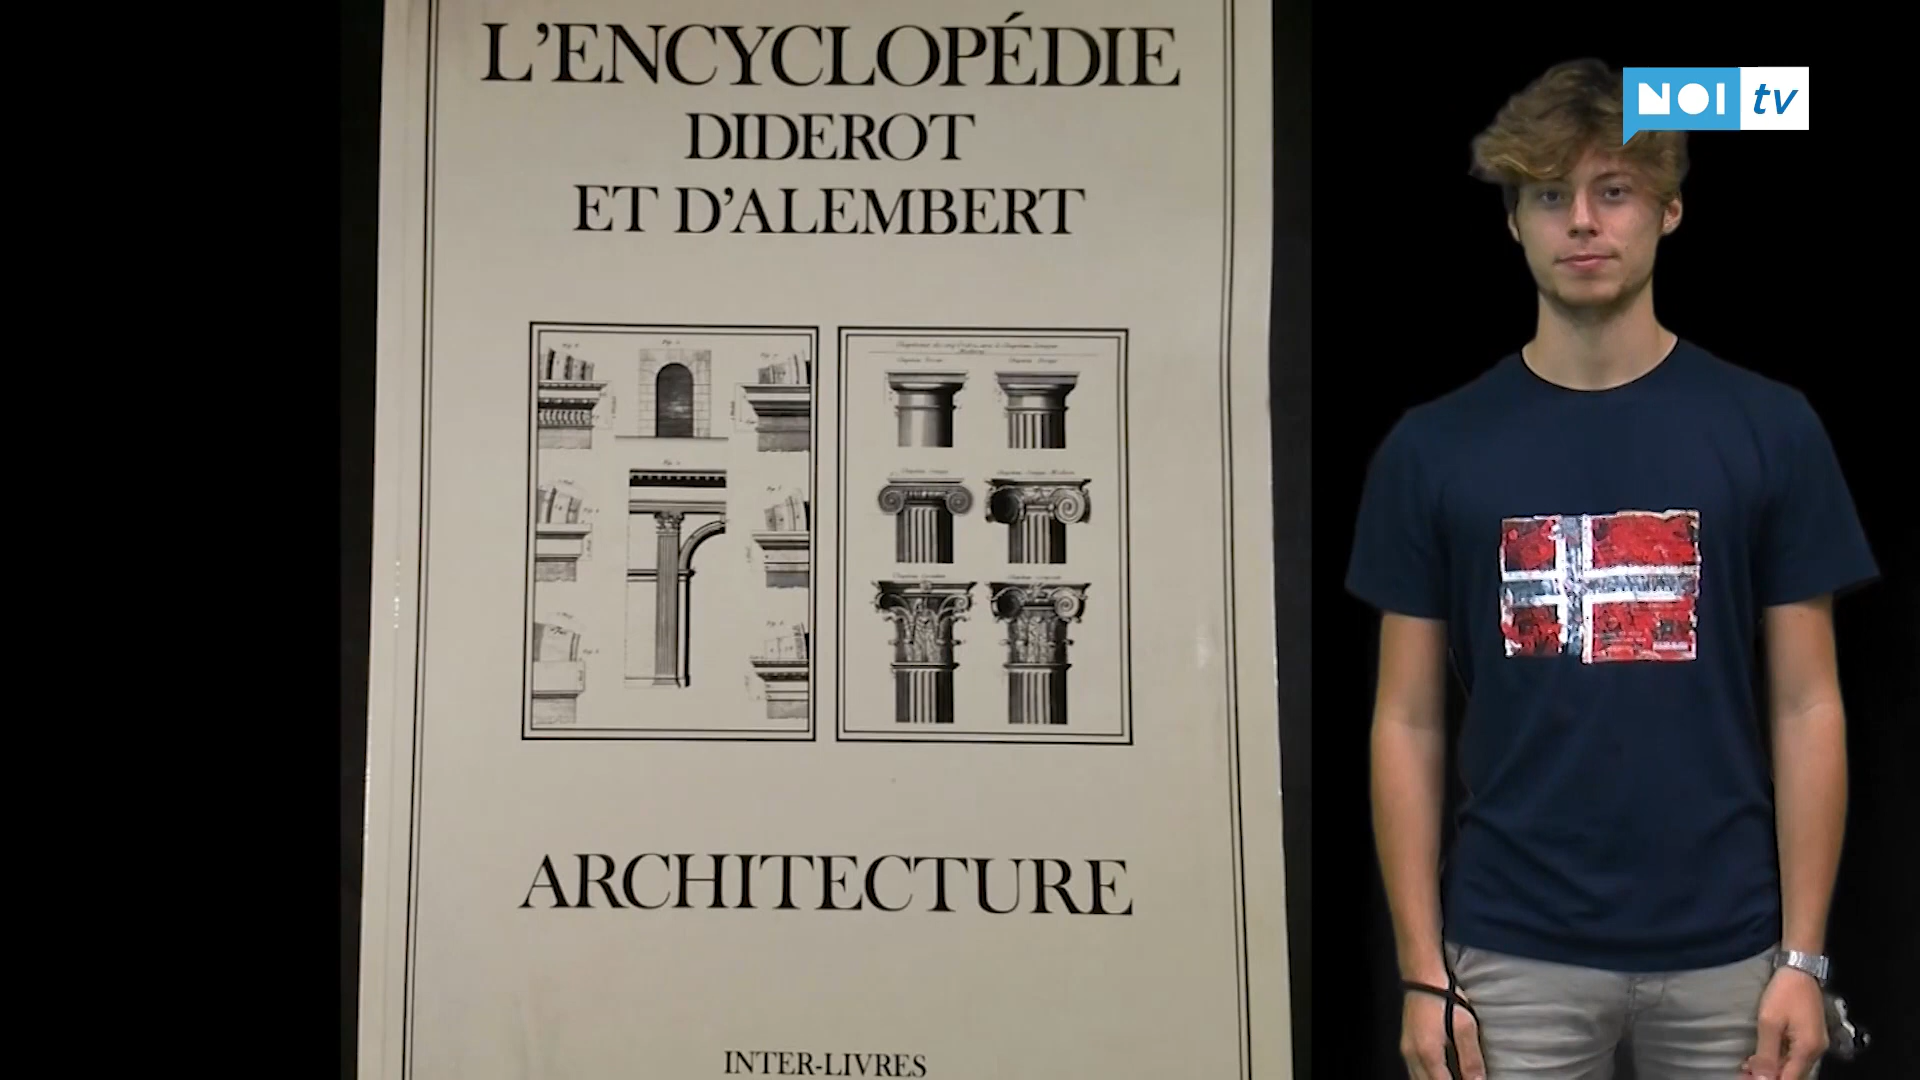 L'ENCYCLOPÉDIE
DIDEROT
ET D'ALEMBERT
ARCHITECTURE
INTER-LIVRES
NOI tv